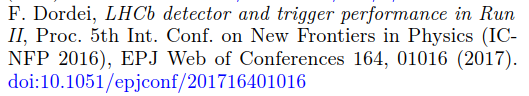 F. Dordei, LHCb detector and trigger performance in Run
II, Proc. 5th Int. Conf. on New Frontiers in Physics (IC-
NFP 2016), EPJ Web of Conferences 164, 01016 (2017).
doi:10.1051/epjconf/201716401016